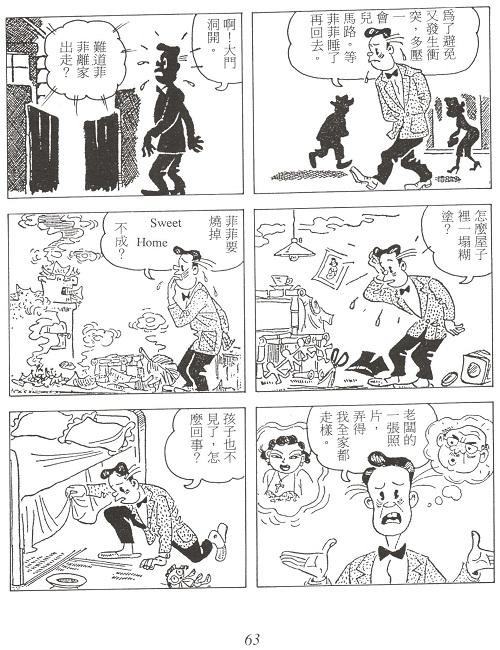 為了避免
又發生衝
突，多壓
一會兒
馬路。等
菲菲睡了
再回去。
啊！大門
洞開。
難道菲
菲離家
出走？
怎麼屋子
裡一塌糊
塗？
菲菲要
燒掉
Sweet
Home
不成？
老闆的
一張照
片，
弄得
我全家都
走樣。
孩子也不
見了，怎
麼回事？
63